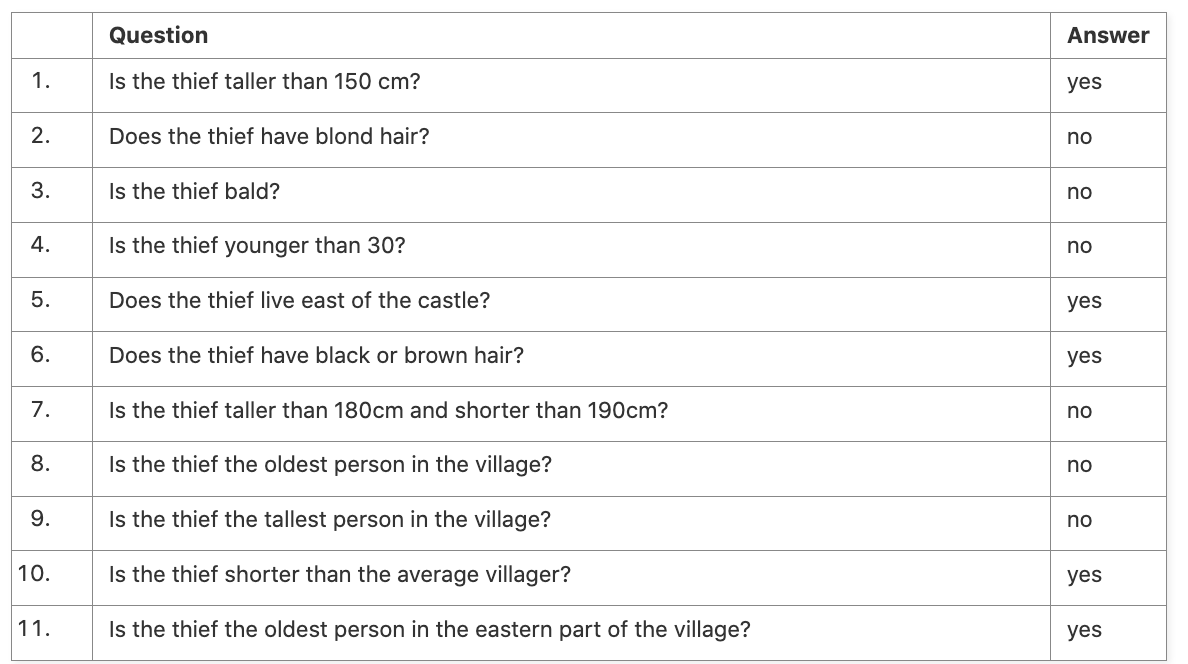 Question Answer
1. Is the thief taller than 150 cm? yes
2. Does the thief have blond hair? no
3. Is the thief bald? no
4. Is the thief younger than 30? no
5. Does the thief live east of the castle? yes
6. Does the thief have black or brown hair? yes
7. Is the thief taller than 180cm and shorter than 190cm? no
8. Is the thief the oldest person in the village? no
9. Is the thief the tallest person in the village? no
10. Is the thief shorter than the average villager? yes
11. Is the thief the oldest person in the eastern part of the village? yes